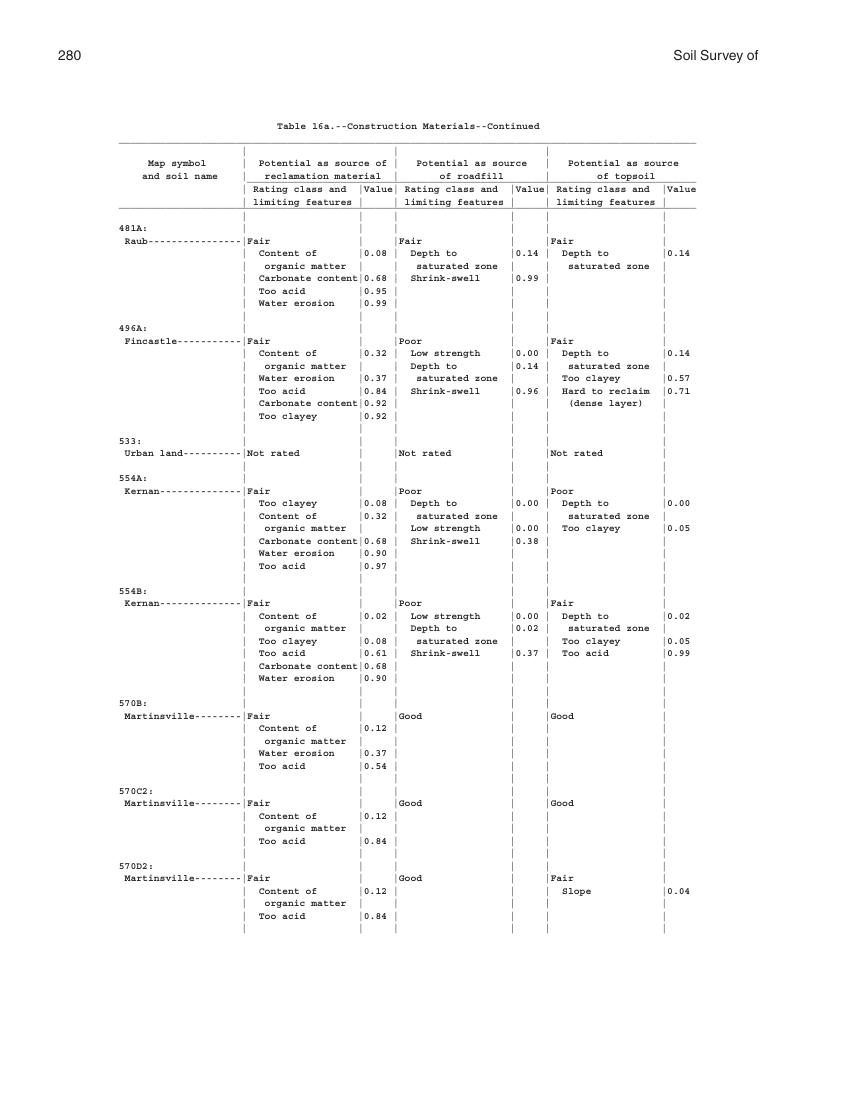 280 Soil Survey of
Table 16a.--Construction Materials--Continued
Map symbol | Potential as source of | Potential as source | Potential as source
and soil name | reclamation material | of roadfill | of topsoil
| Rating class and |Value| Rating class and |Value| Rating class and |Value
| limiting features | | limiting features | | limiting features |
481A:
Raub---------------|Fair | |Fair | |Fair |
| Content of |0.08 | Depth to |0.14 | Depth to |0.14
| organic matter | | saturated zone | | saturated zone |
| Carbonate content|0.68 | Shrink-swell |0.99 | |
| Too acid |0.95 | | | |
| Water erosion |0.99 | | | |
496A:
Fincastle----------|Fair | |Poor | |Fair |
| Content of |0.32 | Low strength |0.00 | Depth to |0.14
| organic matter | | Depth to |0.14 | saturated zone |
| Water erosion |0.37 | saturated zone | | Too clayey |0.57
| Too acid |0.84 | Shrink-swell |0.96 | Hard to reclaim |0.71
| Carbonate content|0.92 | | | (dense layer) |
| Too clayey |0.92 | | | |
533:
Urban land----------|Not rated | |Not rated | |Not rated |
554A:
Kernan--------------|Fair | |Poor | |Poor |
| Too clayey |0.08 | Depth to |0.00 | Depth to |0.00
| Content of |0.32 | saturated zone | | saturated zone |
| organic matter | | Low strength |0.00 | Too clayey |0.05
| Carbonate content|0.68 | Shrink-swell |0.38 | |
| Water erosion |0.90 | | | |
| Too acid |0.97 | | | |
554B:
Kernan--------------|Fair | |Poor | |Fair |
| Content of |0.02 | Low strength |0.00 | Depth to |0.02
| organic matter | | Depth to |0.02 | saturated zone |
| Too clayey |0.08 | saturated zone | | Too clayey |0.05
| Too acid |0.61 | Shrink-swell |0.37 | Too acid |0.99
| Carbonate content|0.68 | | | |
| Water erosion |0.90 | | | |
570B:
Martinsville--------|Fair | |Good | |Good |
| Content of |0.12 | | | |
| organic matter | | | | |
| Water erosion |0.37 | | | |
| Too acid |0.54 | | | |
570C2:
Martinsville--------|Fair | |Good | |Good |
| Content of |0.12 | | | |
| organic matter | | | | |
| Too acid |0.84 | | | |
570D2:
Martinsville--------|Fair | |Good | |Fair |
| Content of |0.12 | | | Slope |0.04
| organic matter | | | | |
| Too acid |0.84 | | | |